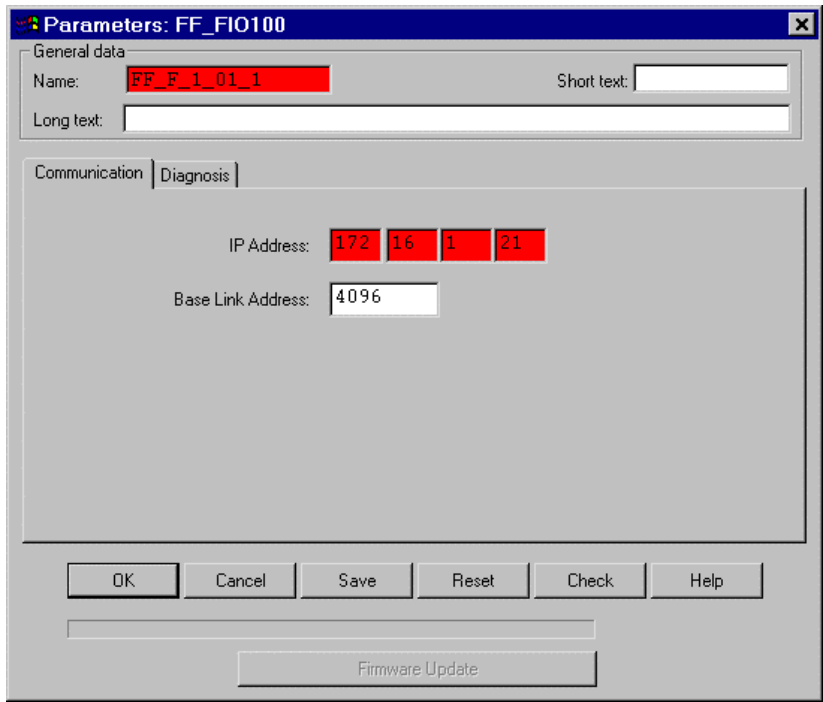 Parameters: FF_FIO100
General data
Name: FF_F_1_01_1 Short text:
Long text:
Communication Diagnosis
IP Address: 172 16 1 21
Base Link Address: 4096
OK Cancel Save Reset Check Help
Firmware Update